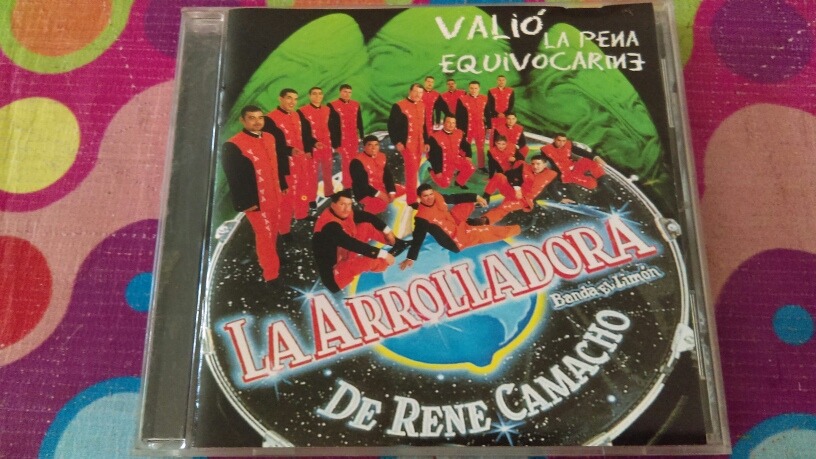 VALIÓ
LA PENA
EQUIVOCARME
LA ARROLLADORA
Banda El Limón
DE RENE CAMACHO